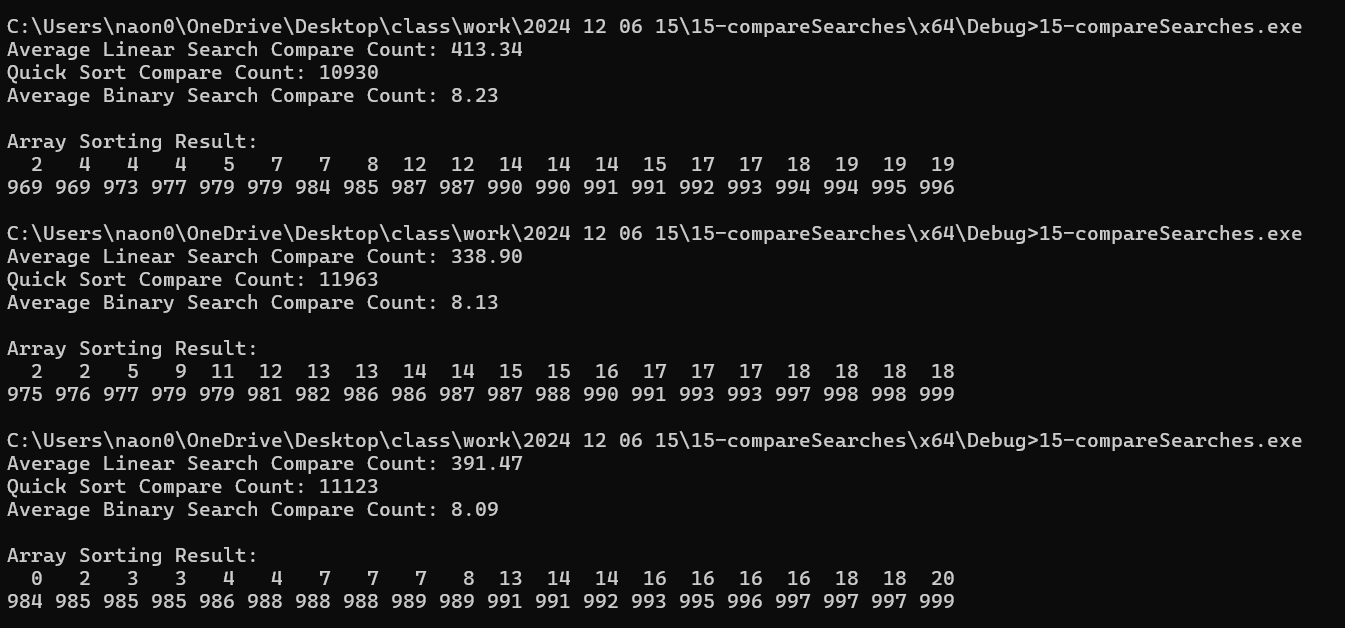 C:\Users\naon0\OneDrive\Desktop\class\work\2024 12 06 15\15-compareSearches\x64\Debug>15-compareSearches.exe
Average Linear Search Compare Count: 413.34
Quick Sort Compare Count: 10930
Average Binary Search Compare Count: 8.23

Array Sorting Result:
  2   4   4   4   5   7   7   8  12  12  14  14  14  15  17  17  18  19  19  19
969 969 973 977 979 979 984 985 987 987 990 990 991 991 992 993 994 994 995 996

C:\Users\naon0\OneDrive\Desktop\class\work\2024 12 06 15\15-compareSearches\x64\Debug>15-compareSearches.exe
Average Linear Search Compare Count: 338.90
Quick Sort Compare Count: 11963
Average Binary Search Compare Count: 8.13

Array Sorting Result:
  2   2   5   9  11  12  13  13  14  14  15  15  16  17  17  17  18  18  18  18
975 976 977 979 979 981 982 986 986 987 987 988 990 991 993 993 997 998 998 999

C:\Users\naon0\OneDrive\Desktop\class\work\2024 12 06 15\15-compareSearches\x64\Debug>15-compareSearches.exe
Average Linear Search Compare Count: 391.47
Quick Sort Compare Count: 11123
Average Binary Search Compare Count: 8.09

Array Sorting Result:
  0   2   3   3   4   4   7   7   7   8  13  14  14  16  16  16  16  18  18  20
984 985 985 985 986 988 988 988 989 989 991 991 992 993 995 996 997 997 997 999